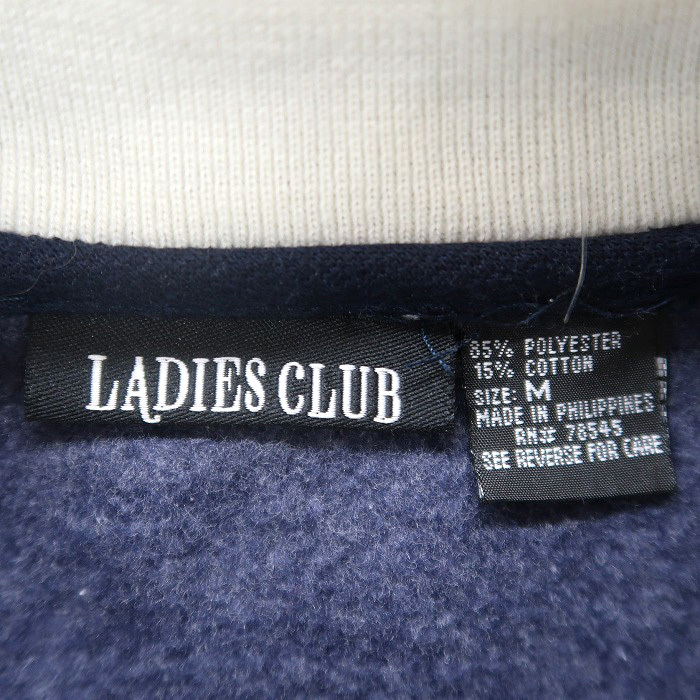 LADIES CLUB
85% POLYESTER
15% COTTON
SIZE: M
MADE IN PHILIPPINES
RN# 78545
SEE REVERSE FOR CARE